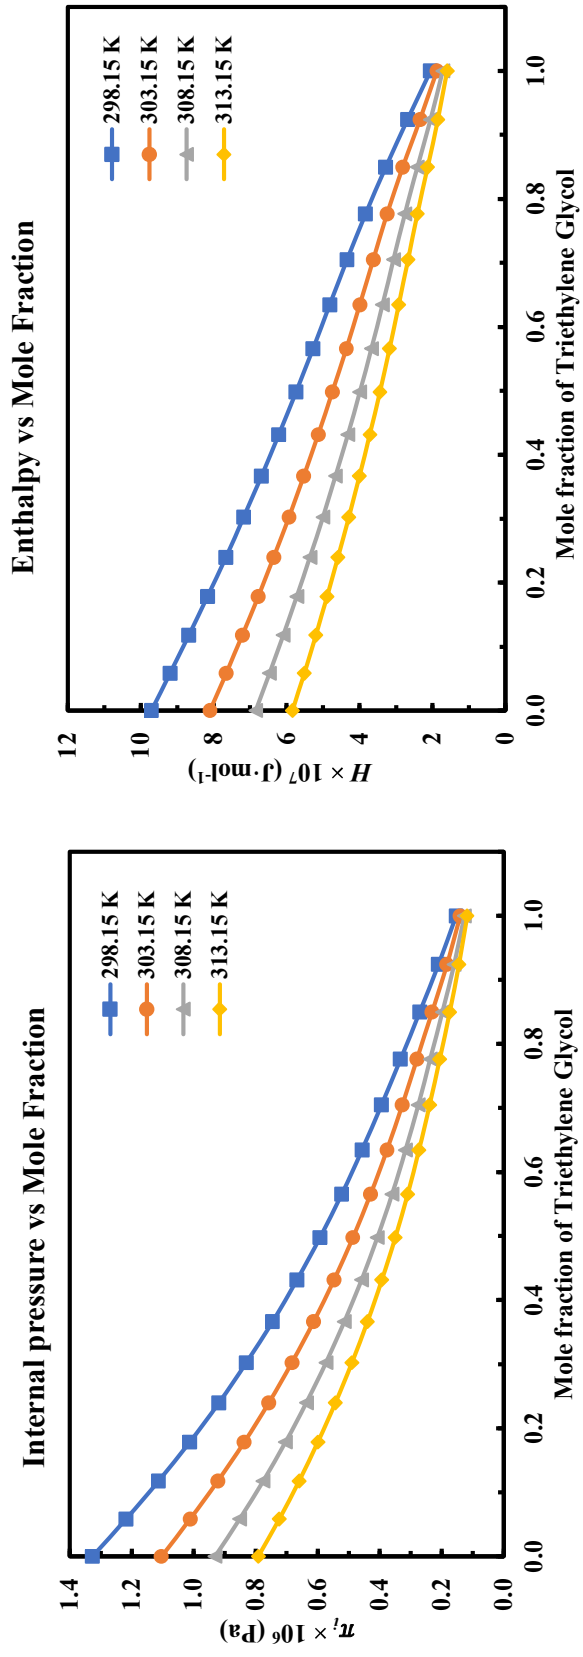 Internal pressure vs Mole Fraction
πᵢ × 10⁶ (Pa)
1.4
1.2
1.0
0.8
0.6
0.4
0.2
0.0
298.15 K
303.15 K
308.15 K
313.15 K
0.0 0.2 0.4 0.6 0.8 1.0
Mole fraction of Triethylene Glycol
Enthalpy vs Mole Fraction
H × 10⁷ (J·mol⁻¹)
12
10
8
6
4
2
0
298.15 K
303.15 K
308.15 K
313.15 K
0.0 0.2 0.4 0.6 0.8 1.0
Mole fraction of Triethylene Glycol